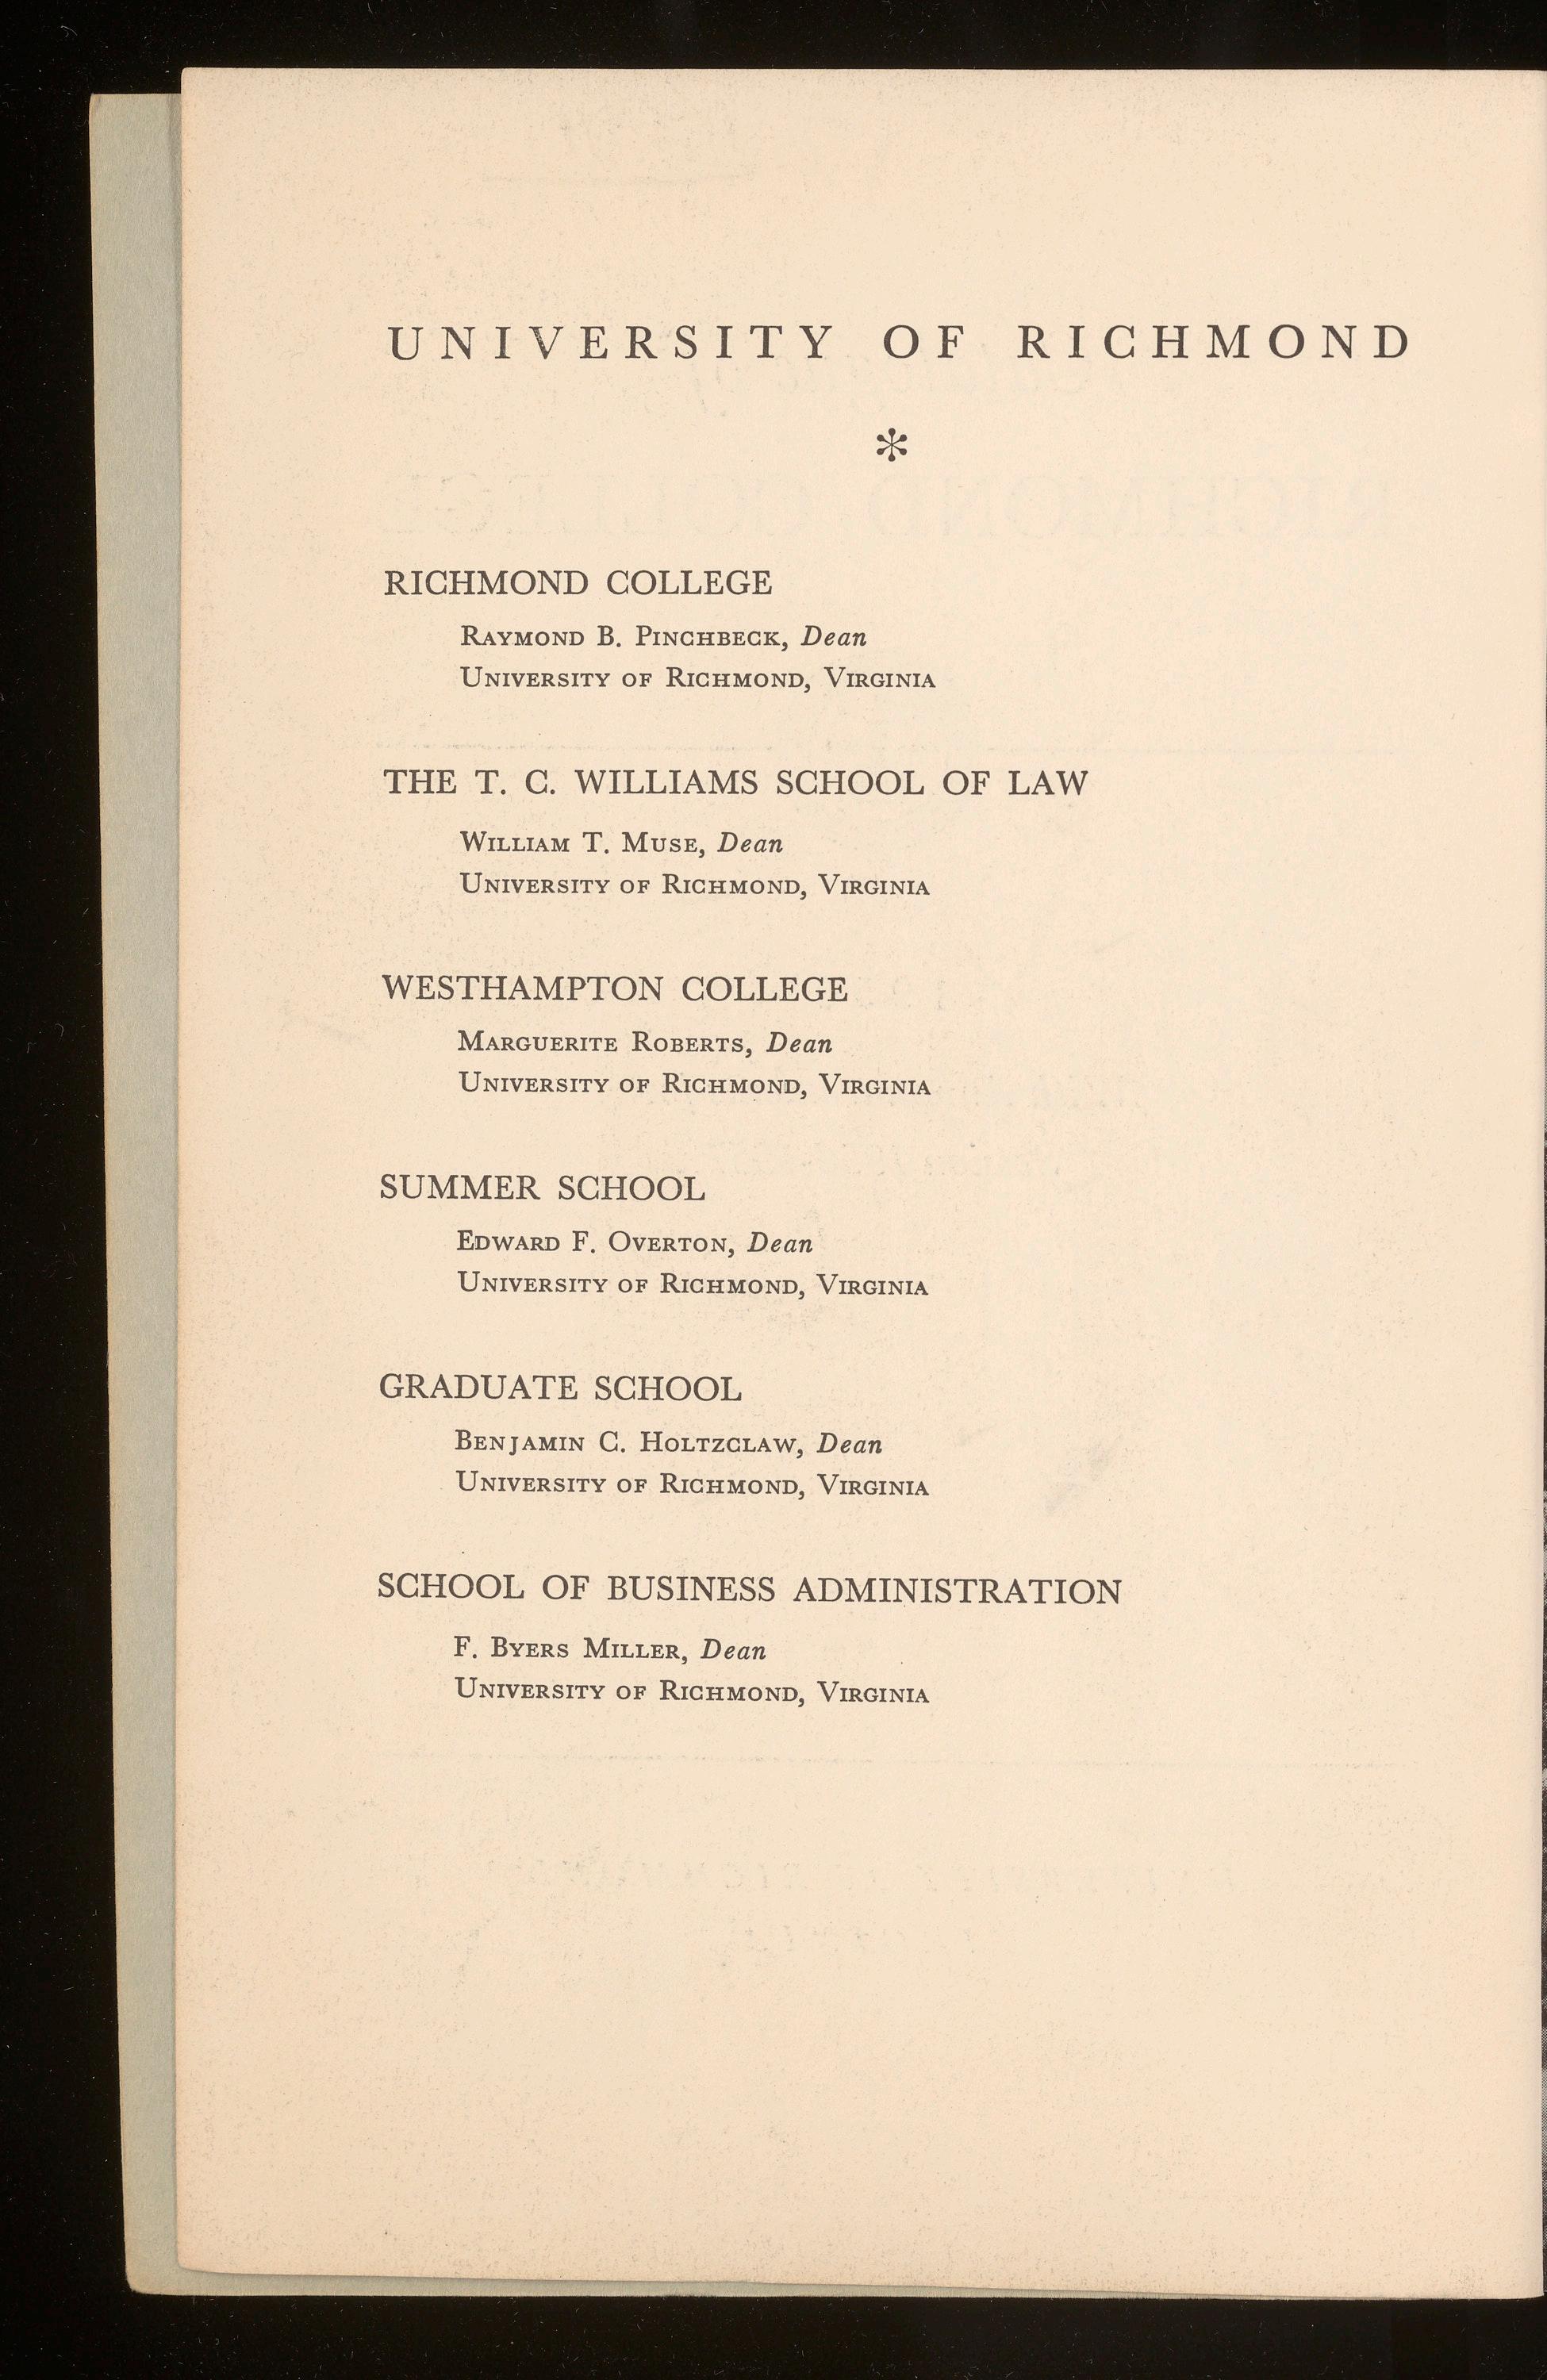 UNIVERSITY OF RICHMOND
*
RICHMOND COLLEGE
Raymond B. Pinchbeck, Dean
University of Richmond, Virginia
THE T. C. WILLIAMS SCHOOL OF LAW
William T. Muse, Dean
University of Richmond, Virginia
WESTHAMPTON COLLEGE
Marguerite Roberts, Dean
University of Richmond, Virginia
SUMMER SCHOOL
Edward F. Overton, Dean
University of Richmond, Virginia
GRADUATE SCHOOL
Benjamin C. Holtzclaw, Dean
University of Richmond, Virginia
SCHOOL OF BUSINESS ADMINISTRATION
F. Byers Miller, Dean
University of Richmond, Virginia